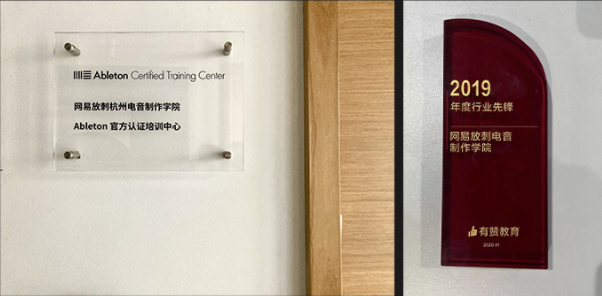 Ableton Certified Training Center
网易放刺杭州电音制作学院
Ableton 官方认证培训中心
2019
年度行业先锋
网易放刺电音
制作学院
有赞教育
2020.01